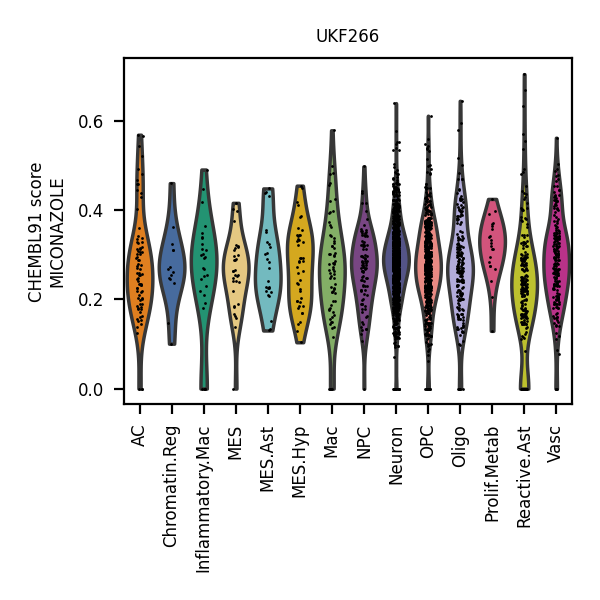 UKF266
CHEMBL91 score
MICONAZOLE
0.6
0.4
0.2
0.0
AC
Chromatin.Reg
Inflammatory.Mac
MES
MES.Ast
MES.Hyp
Mac
NPC
Neuron
OPC
Oligo
Prolif.Metab
Reactive.Ast
Vasc